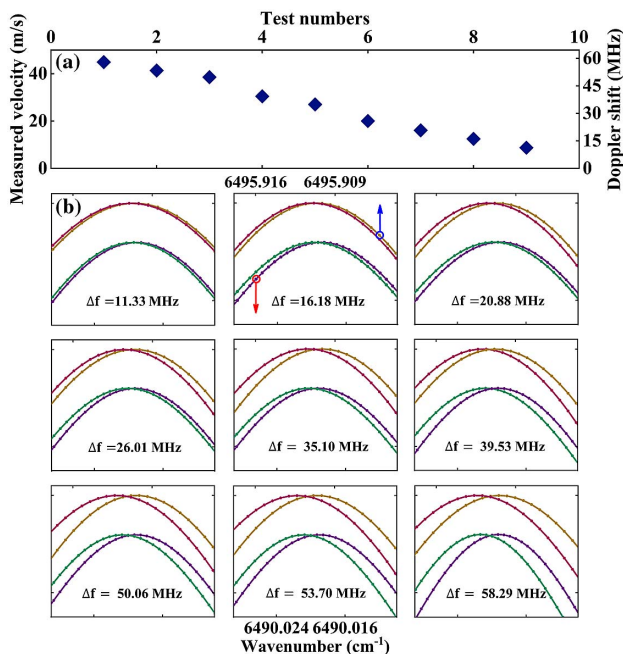 Test numbers
0 2 4 6 8 10
Measured velocity (m/s)
40
20
0
(a)
60
45
30
15
0
Doppler shift (MHz)
6495.916 6495.909
(b)
Δf =11.33 MHz
Δf =16.18 MHz
Δf =20.88 MHz
Δf =26.01 MHz
Δf = 35.10 MHz
Δf =39.53 MHz
Δf = 50.06 MHz
Δf = 53.70 MHz
Δf = 58.29 MHz
6490.024 6490.016
Wavenumber (cm⁻¹)